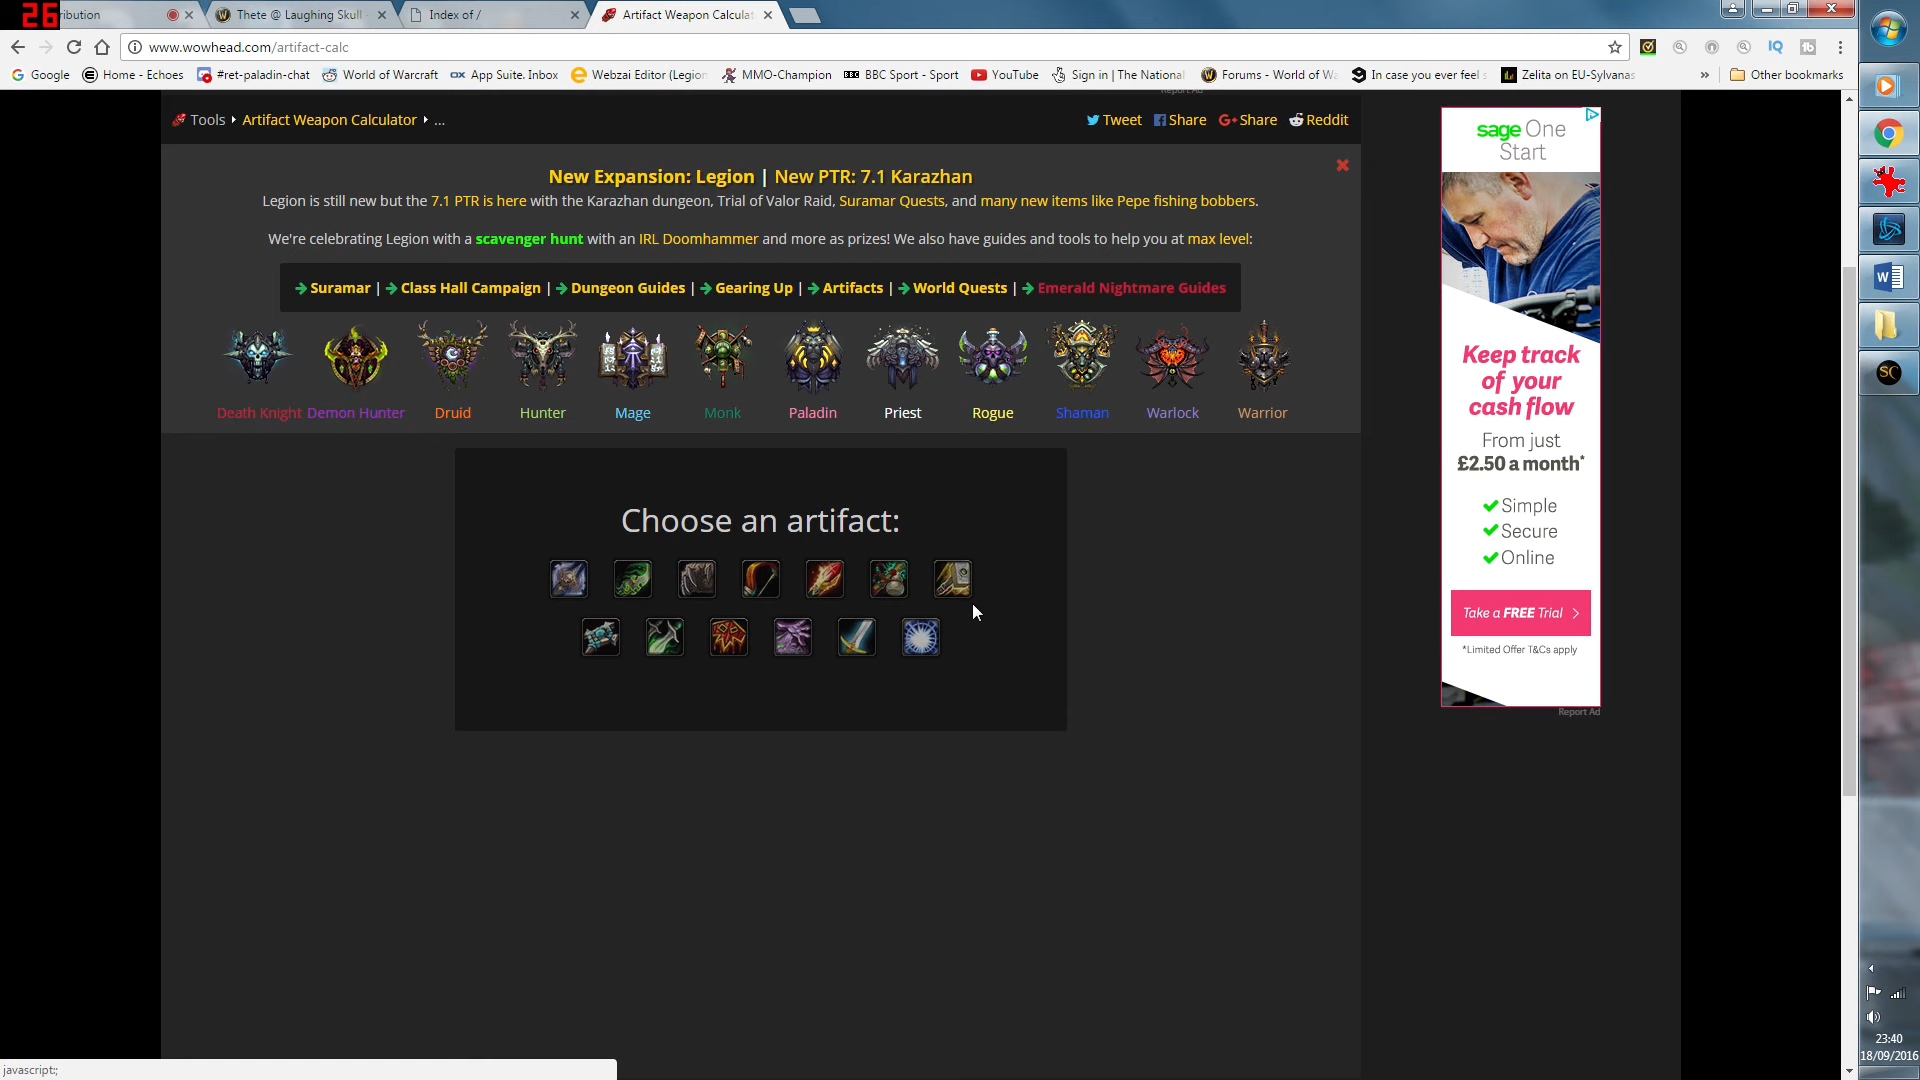 26
ribution
Thete @ Laughing Skull
Index of /
Artifact Weapon Calculat
www.wowhead.com/artifact-calc
Google
Home - Echoes
#ret-paladin-chat
World of Warcraft
App Suite. Inbox
Webzai Editor (Legion
MMO-Champion
BBC Sport - Sport
YouTube
Sign in | The National
Forums - World of Wa
In case you ever feel s
Zelita on EU-Sylvanas
» Other bookmarks
Report Ad
Tools
Artifact Weapon Calculator
...
Tweet
Share
Share
Reddit
New Expansion: Legion | New PTR: 7.1 Karazhan
Legion is still new but the 7.1 PTR is here with the Karazhan dungeon, Trial of Valor Raid, Suramar Quests, and many new items like Pepe fishing bobbers.
We're celebrating Legion with a scavenger hunt with an IRL Doomhammer and more as prizes! We also have guides and tools to help you at max level:
Suramar | Class Hall Campaign | Dungeon Guides | Gearing Up | Artifacts | World Quests | Emerald Nightmare Guides
Death Knight Demon Hunter Druid Hunter Mage Monk Paladin Priest Rogue Shaman Warlock Warrior
Choose an artifact:
sage One
Start
Keep track
of your
cash flow
From just
£2.50 a month*
Simple
Secure
Online
Take a FREE Trial >
*Limited Offer T&Cs apply
Report Ad
javascript:;
23:40
18/09/2016